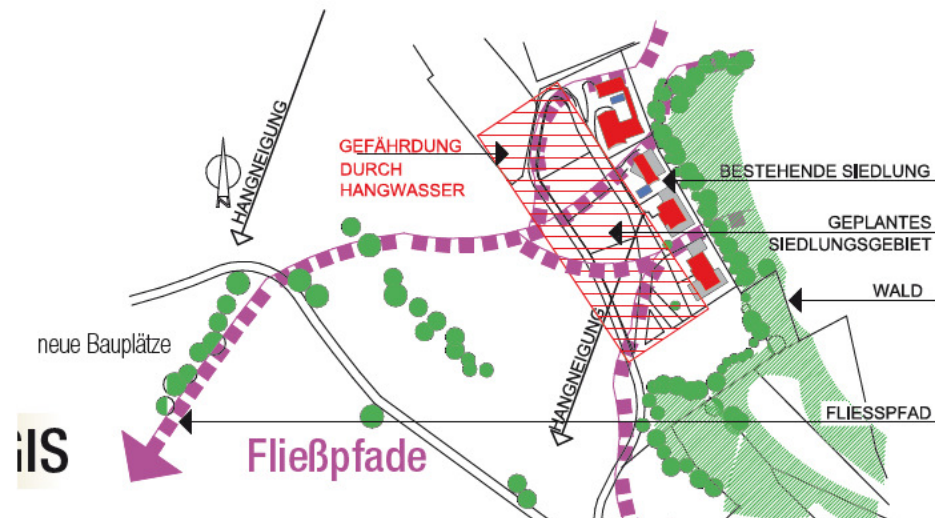 HANGNEIGUNG
GEFÄHRDUNG
DURCH
HANGWASSER
BESTEHENDE SIEDLUNG
GEPLANTES
SIEDLUNGSGEBIET
WALD
neue Bauplätze
HANGNEIGUNG
FLIESSPFAD
GIS
Fließpfade